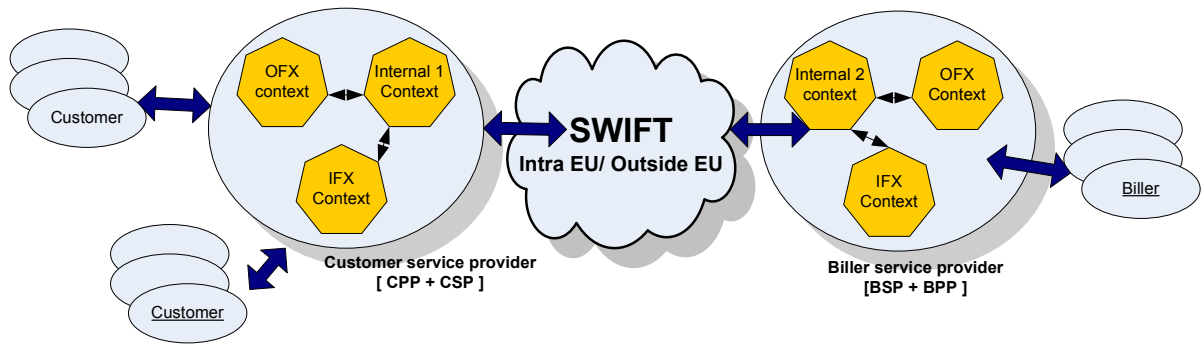 Customer
OFX
context
Internal 1
Context
IFX
Context
Customer service provider
[ CPP + CSP ]
Customer
SWIFT
Intra EU/ Outside EU
Internal 2
context
OFX
Context
IFX
Context
Biller service provider
[BSP + BPP ]
Biller